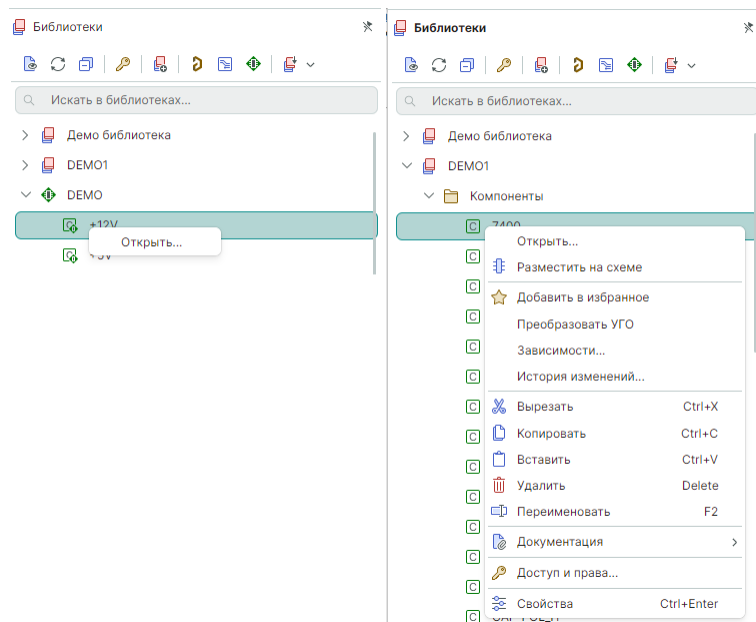 Библиотеки
Искать в библиотеках...
Демо библиотека
DEMO1
DEMO
+12V
Открыть...
+5V
Библиотеки
Искать в библиотеках...
Демо библиотека
DEMO1
Компоненты
7400
Открыть...
Разместить на схеме
Добавить в избранное
Преобразовать УГО
Зависимости...
История изменений...
Вырезать Ctrl+X
Копировать Ctrl+C
Вставить Ctrl+V
Удалить Delete
Переименовать F2
Документация
Доступ и права...
Свойства Ctrl+Enter